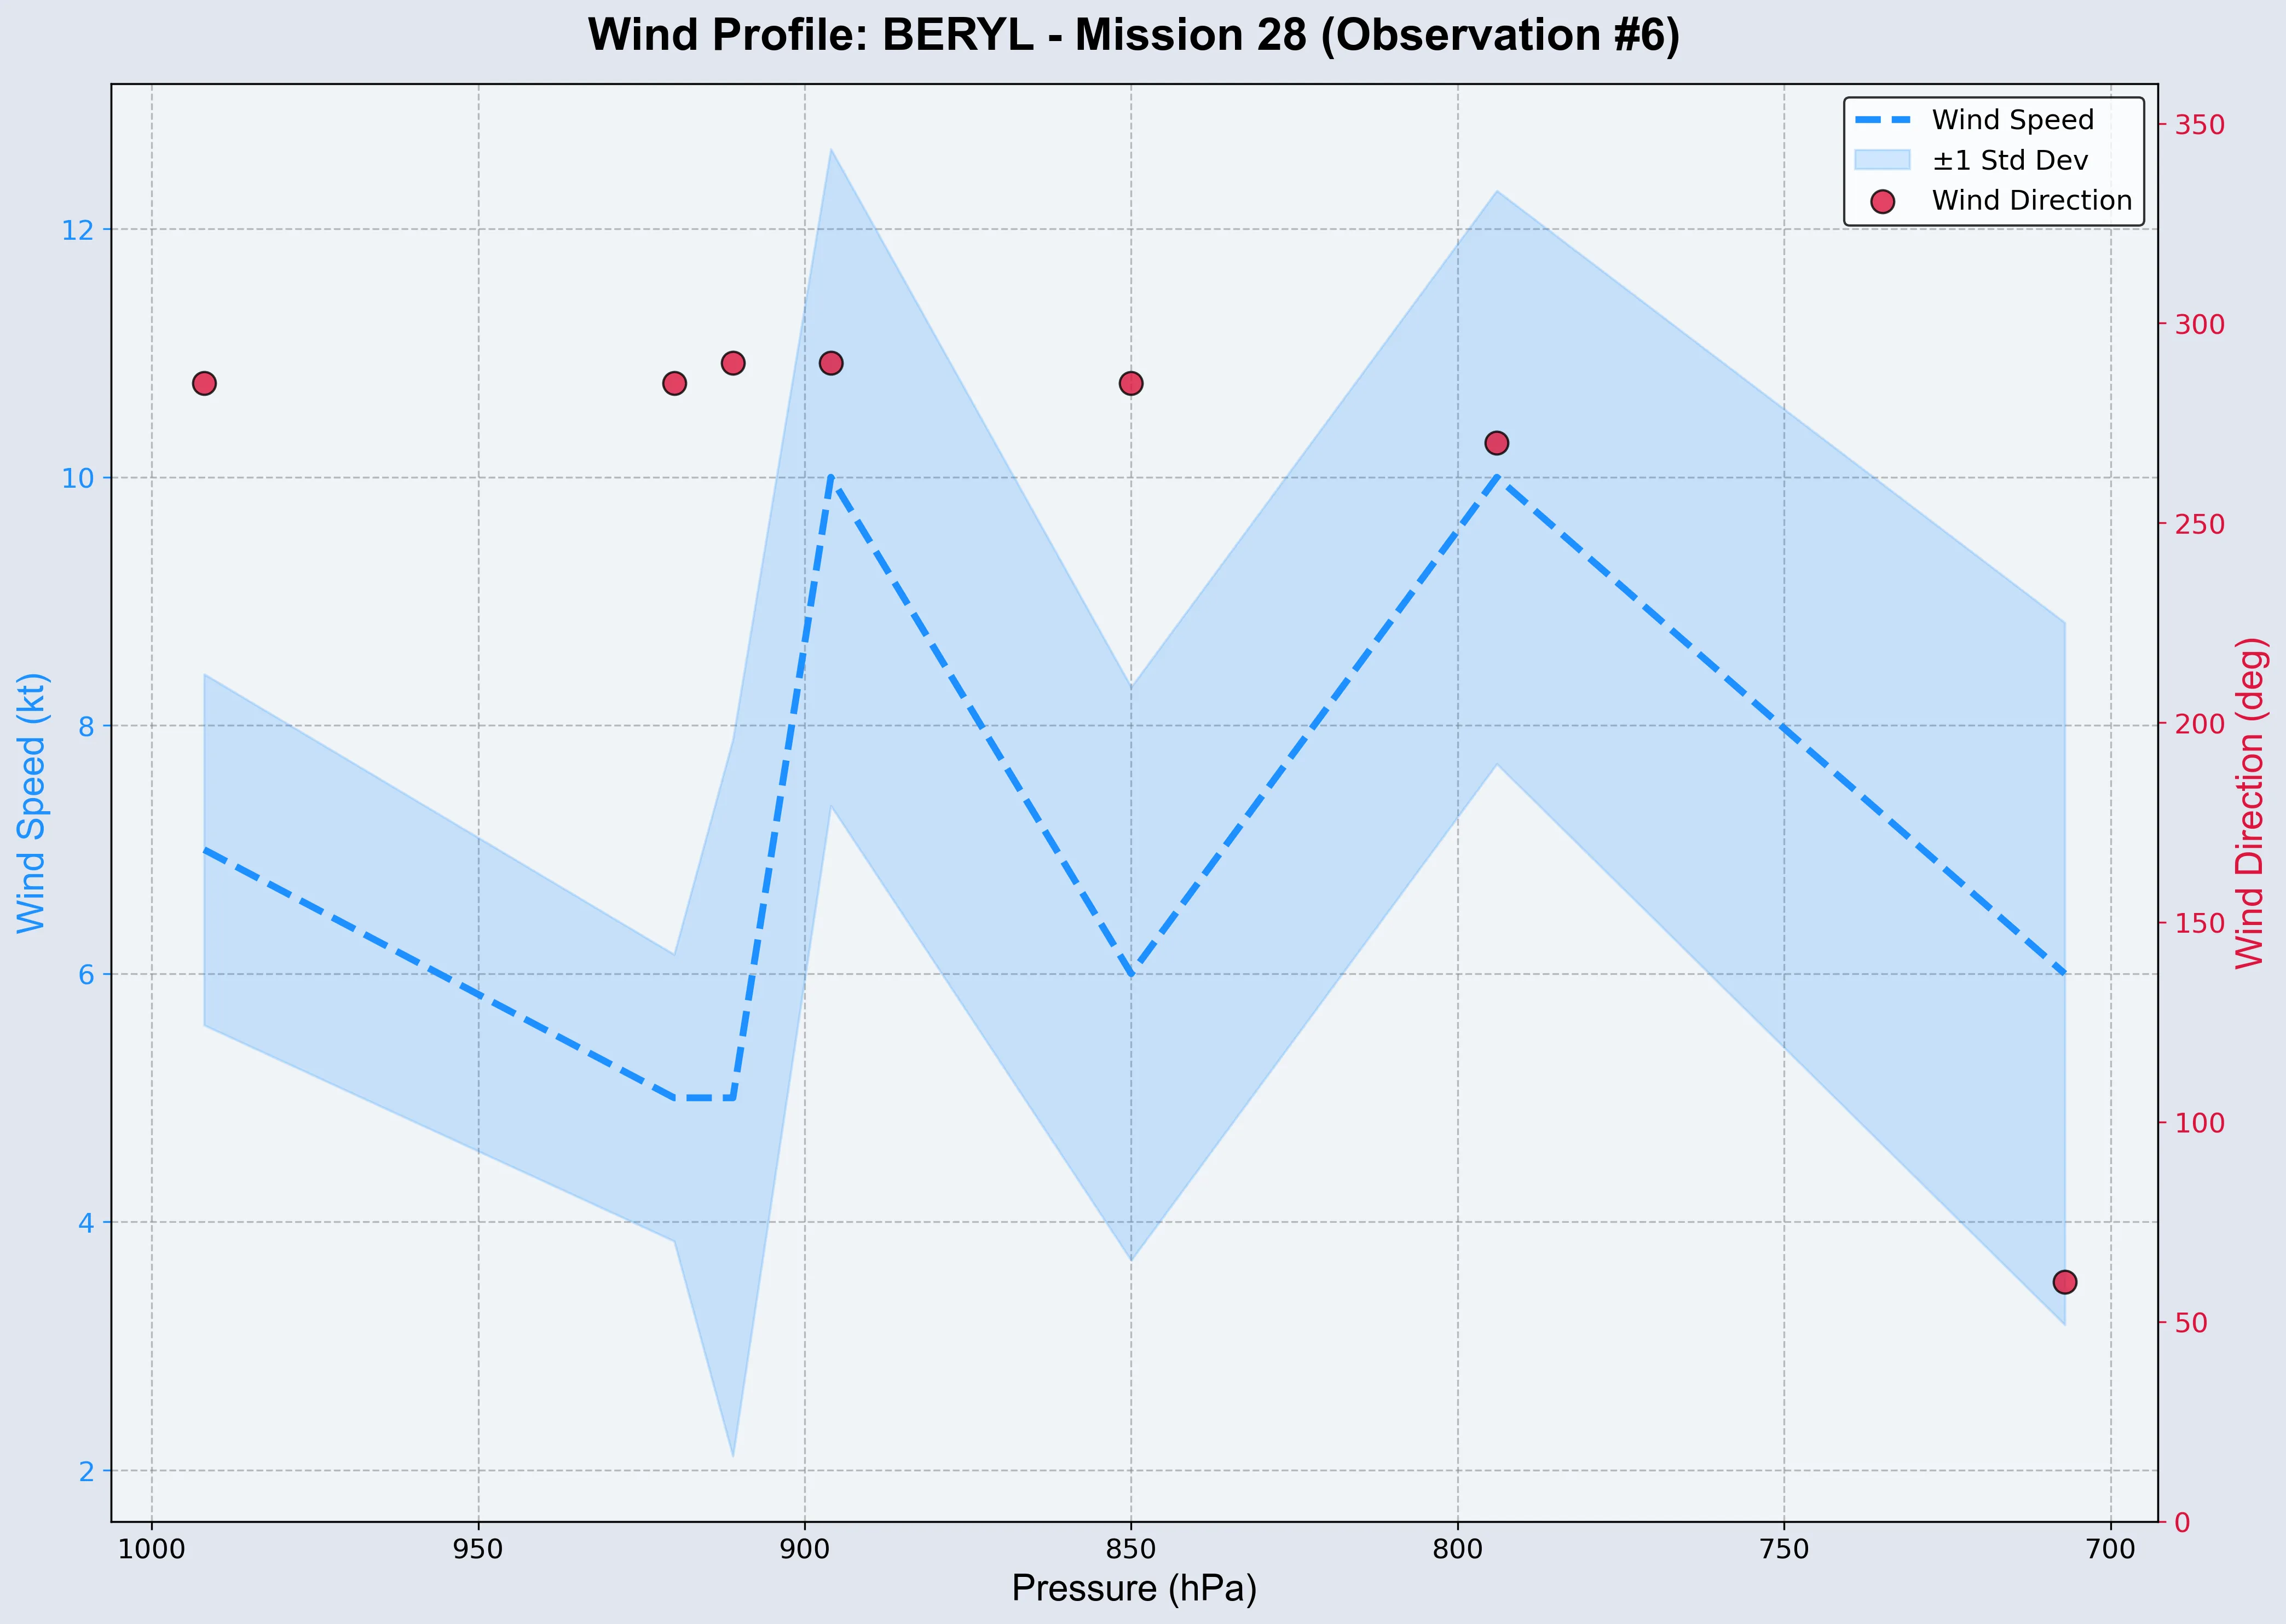 Wind Profile: BERYL - Mission 28 (Observation #6)
Wind Speed
±1 Std Dev
Wind Direction
Wind Speed (kt)
12
10
8
6
4
2
350
300
250
200
150
100
50
0
Wind Direction (deg)
1000 950 900 850 800 750 700
Pressure (hPa)